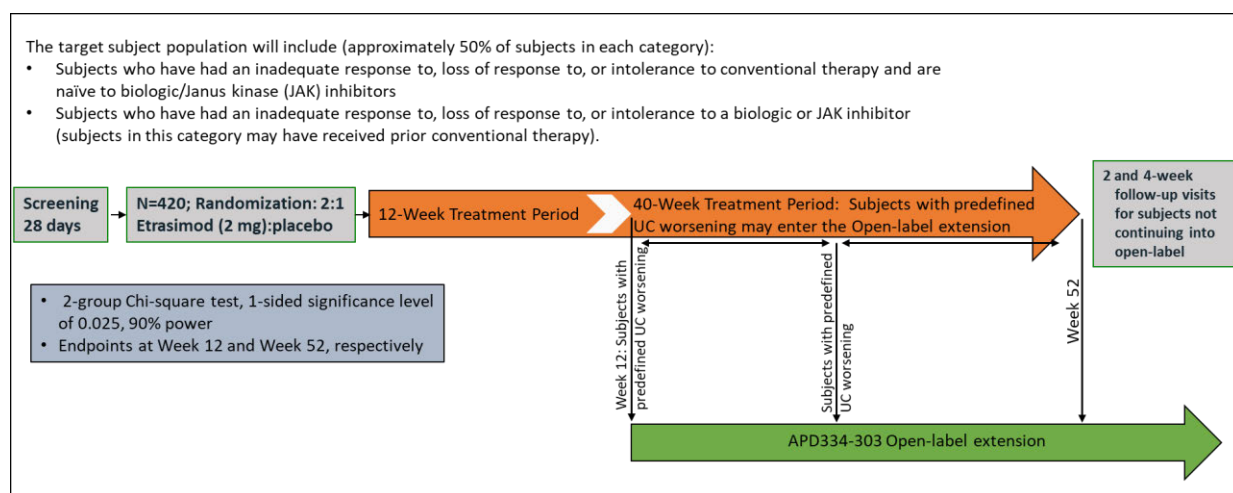 The target subject population will include (approximately 50% of subjects in each category):
• Subjects who have had an inadequate response to, loss of response to, or intolerance to conventional therapy and are
naïve to biologic/Janus kinase (JAK) inhibitors
• Subjects who have had an inadequate response to, loss of response to, or intolerance to a biologic or JAK inhibitor
(subjects in this category may have received prior conventional therapy).
Screening
28 days
N=420; Randomization: 2:1
Etrasimod (2 mg):placebo
12-Week Treatment Period
40-Week Treatment Period: Subjects with predefined
UC worsening may enter the Open-label extension
2 and 4-week
follow-up visits
for subjects not
continuing into
open-label
• 2-group Chi-square test, 1-sided significance level
of 0.025, 90% power
• Endpoints at Week 12 and Week 52, respectively
Week 12: Subjects with
predefined UC worsening
Subjects with predefined
UC worsening
Week 52
APD334-303 Open-label extension